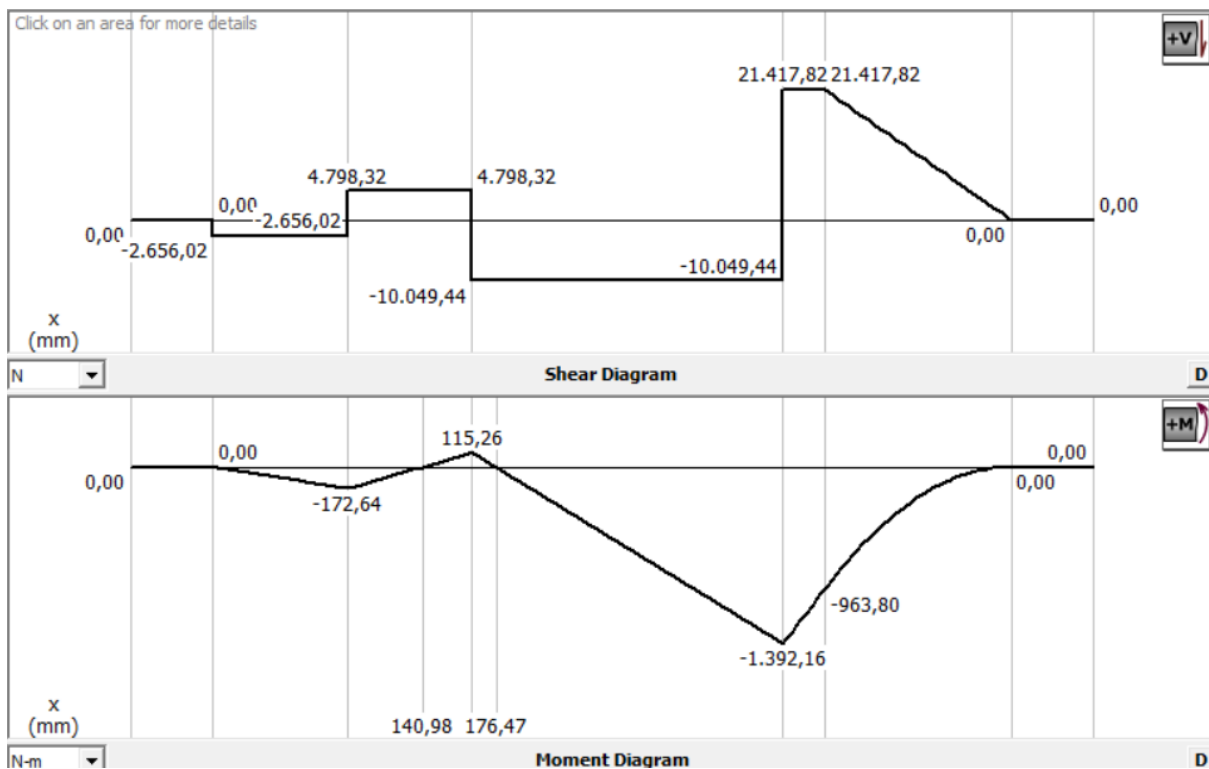 Click on an area for more details
+V
21.417,82 21.417,82
4.798,32 4.798,32
0,00 -2.656,02 0,00
0,00 0,00
-2.656,02
-10.049,44
-10.049,44
x
(mm)
N Shear Diagram D
+M
115,26
0,00 0,00
0,00 0,00
-172,64
-963,80
-1.392,16
x
(mm) 140,98 176,47
N-m Moment Diagram D